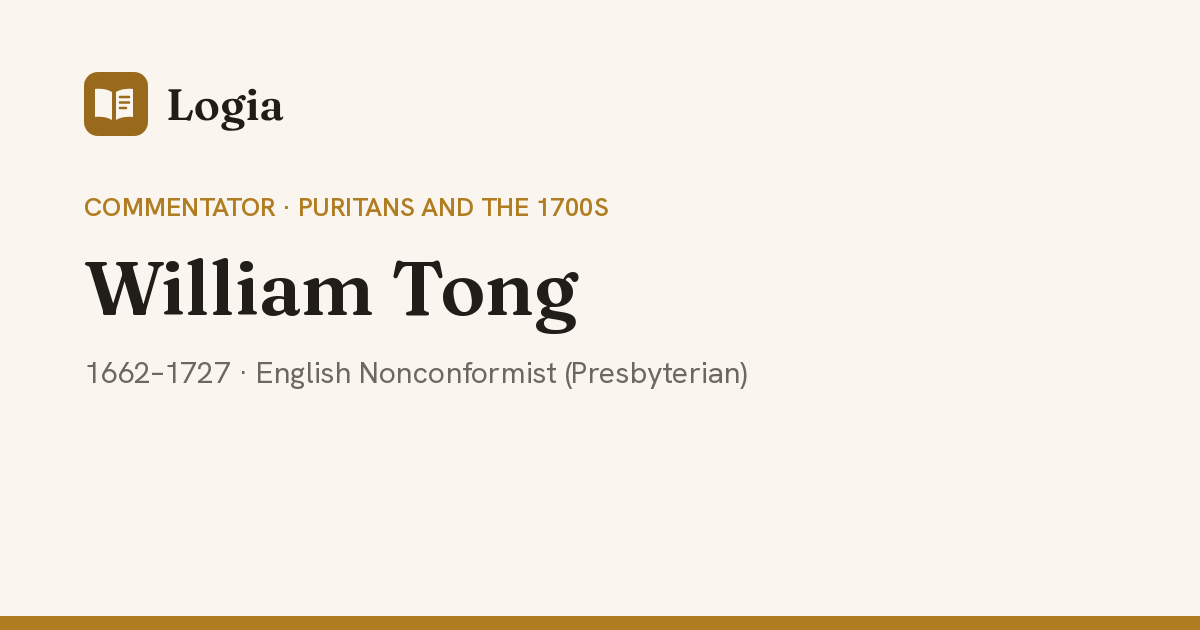 Logia
COMMENTATOR · PURITANS AND THE 1700S
William Tong
1662–1727 · English Nonconformist (Presbyterian)